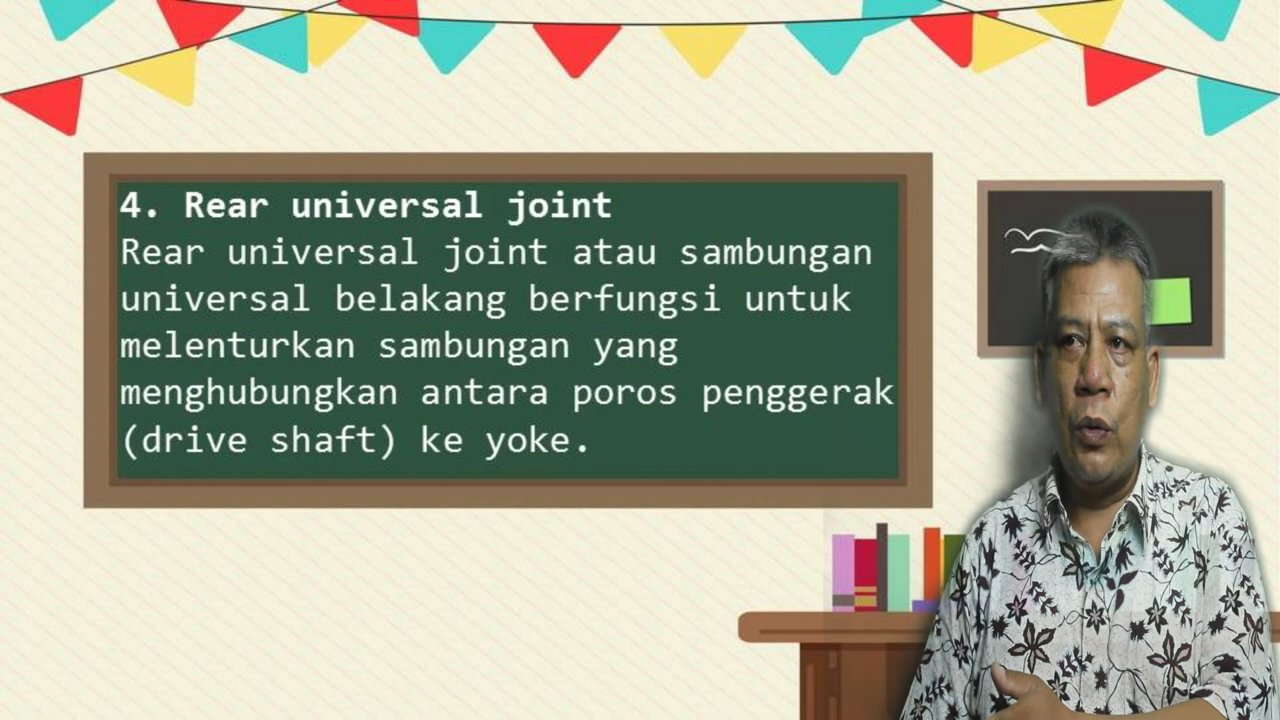 4. Rear universal joint
Rear universal joint atau sambungan
universal belakang berfungsi untuk
melenturkan sambungan yang
menghubungkan antara poros penggerak
(drive shaft) ke yoke.